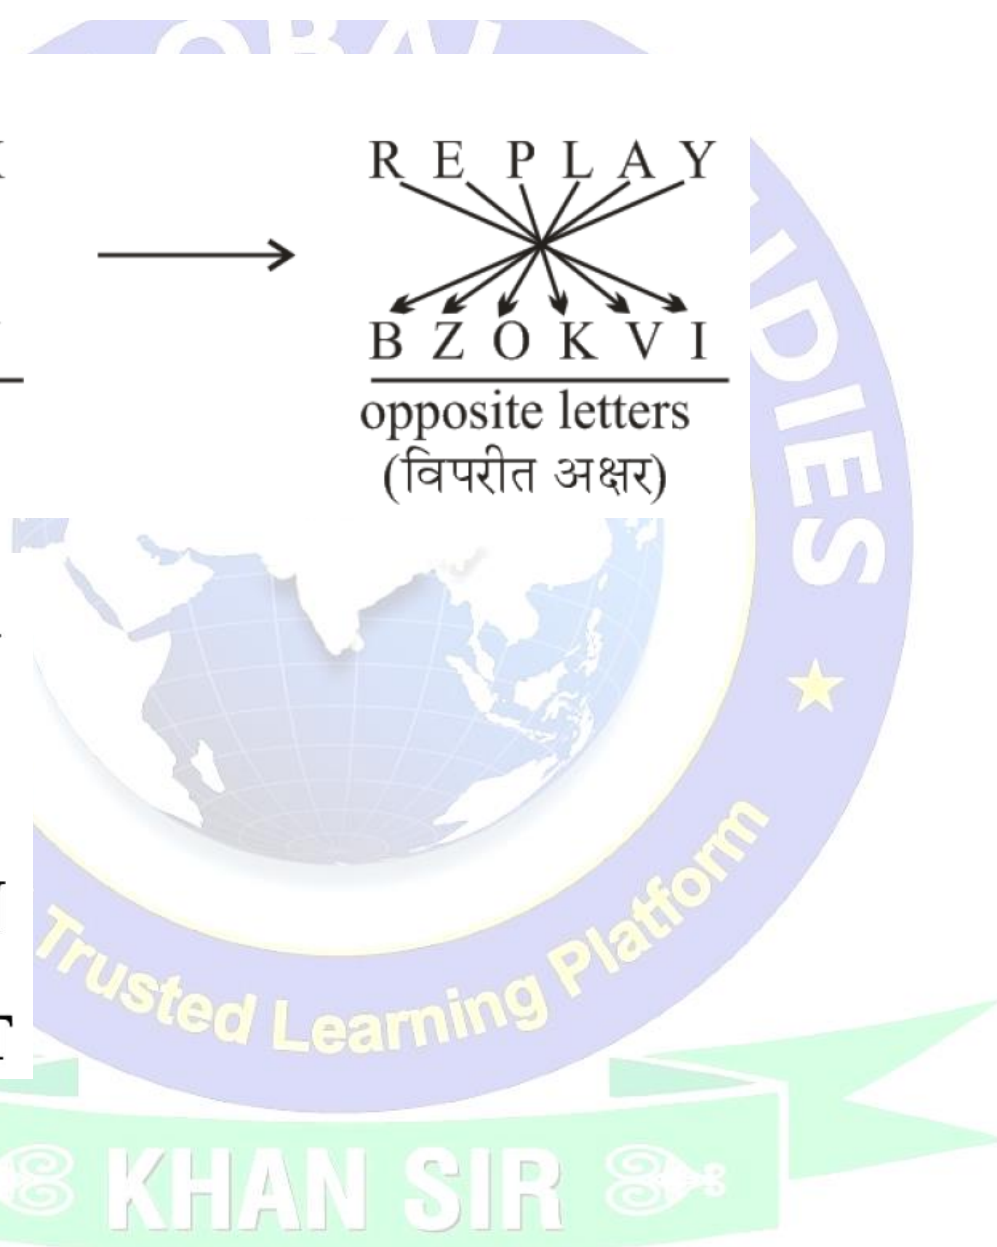 R E P L A Y
B Z O K V I
opposite letters
(विपरीत अक्षर)
Trusted Learning Platform
KHAN SIR